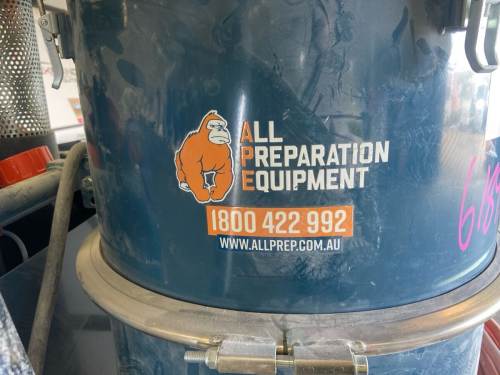 ALL
PREPARATION
EQUIPMENT
1800 422 992
WWW.ALLPREP.COM.AU